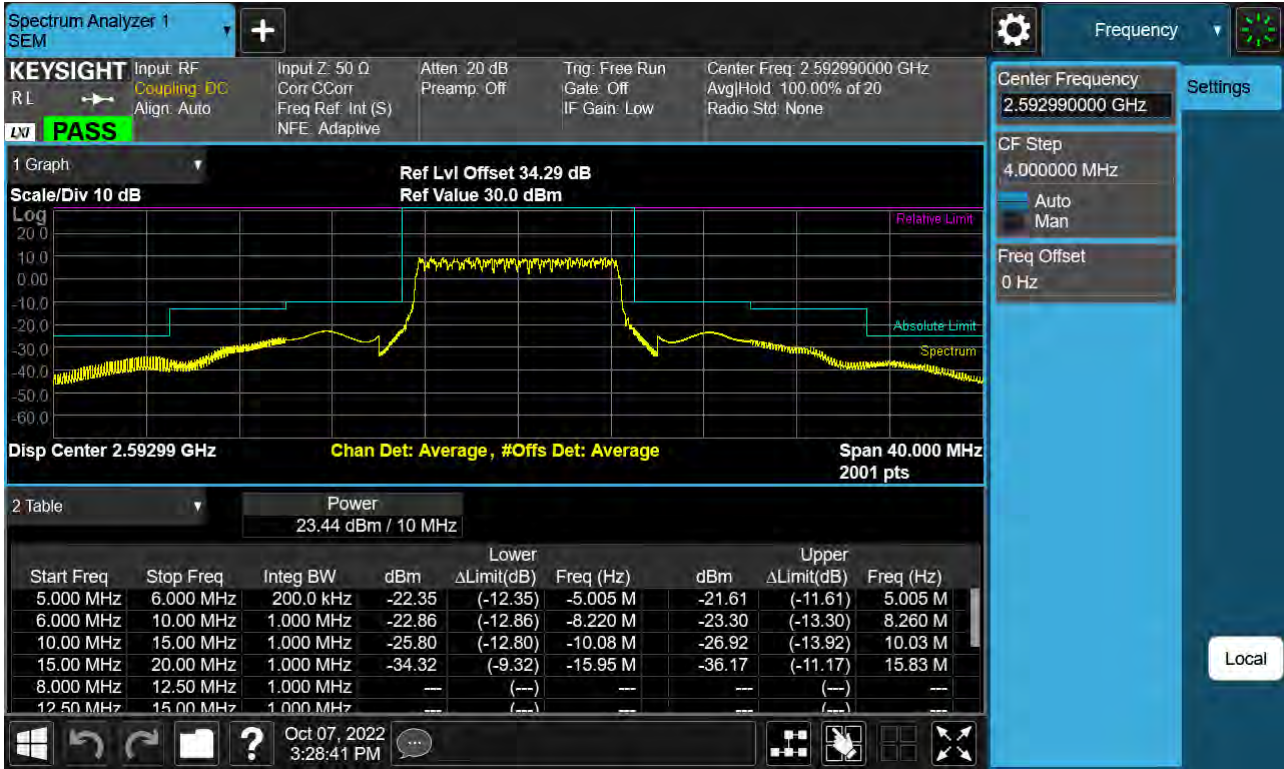 Spectrum Analyzer 1
SEM
Frequency
KEYSIGHT
R L
LXI
PASS
Input: RF
Coupling: DC
Align: Auto
Input Z: 50 Ω
Corr CCorr
Freq Ref: Int (S)
NFE: Adaptive
Atten: 20 dB
Preamp: Off
Trig: Free Run
Gate: Off
IF Gain: Low
Center Freq: 2.592990000 GHz
Avg|Hold: 100.00% of 20
Radio Std: None
Center Frequency
2.592990000 GHz
Settings
CF Step
4.000000 MHz
Auto
Man
Freq Offset
0 Hz
Local
1 Graph
Ref Lvl Offset 34.29 dB
Scale/Div 10 dB
Ref Value 30.0 dBm
Log
Relative Limit
20.0
10.0
0.00
-10.0
-20.0
Absolute Limit
-30.0
Spectrum
-40.0
-50.0
-60.0
Disp Center 2.59299 GHz
Chan Det: Average, #Offs Det: Average
Span 40.000 MHz
2001 pts
2 Table
Power
23.44 dBm / 10 MHz
Lower Upper
Start Freq Stop Freq Integ BW dBm ΔLimit(dB) Freq (Hz) dBm ΔLimit(dB) Freq (Hz)
5.000 MHz 6.000 MHz 200.0 kHz -22.35 (-12.35) -5.005 M -21.61 (-11.61) 5.005 M
6.000 MHz 10.00 MHz 1.000 MHz -22.86 (-12.86) -8.220 M -23.30 (-13.30) 8.260 M
10.00 MHz 15.00 MHz 1.000 MHz -25.80 (-12.80) -10.08 M -26.92 (-13.92) 10.03 M
15.00 MHz 20.00 MHz 1.000 MHz -34.32 (-9.32) -15.95 M -36.17 (-11.17) 15.83 M
8.000 MHz 12.50 MHz 1.000 MHz --- (---) --- --- (---) ---
12.50 MHz 15.00 MHz 1.000 MHz --- (---) --- --- (---) ---
?
Oct 07, 2022
3:28:41 PM